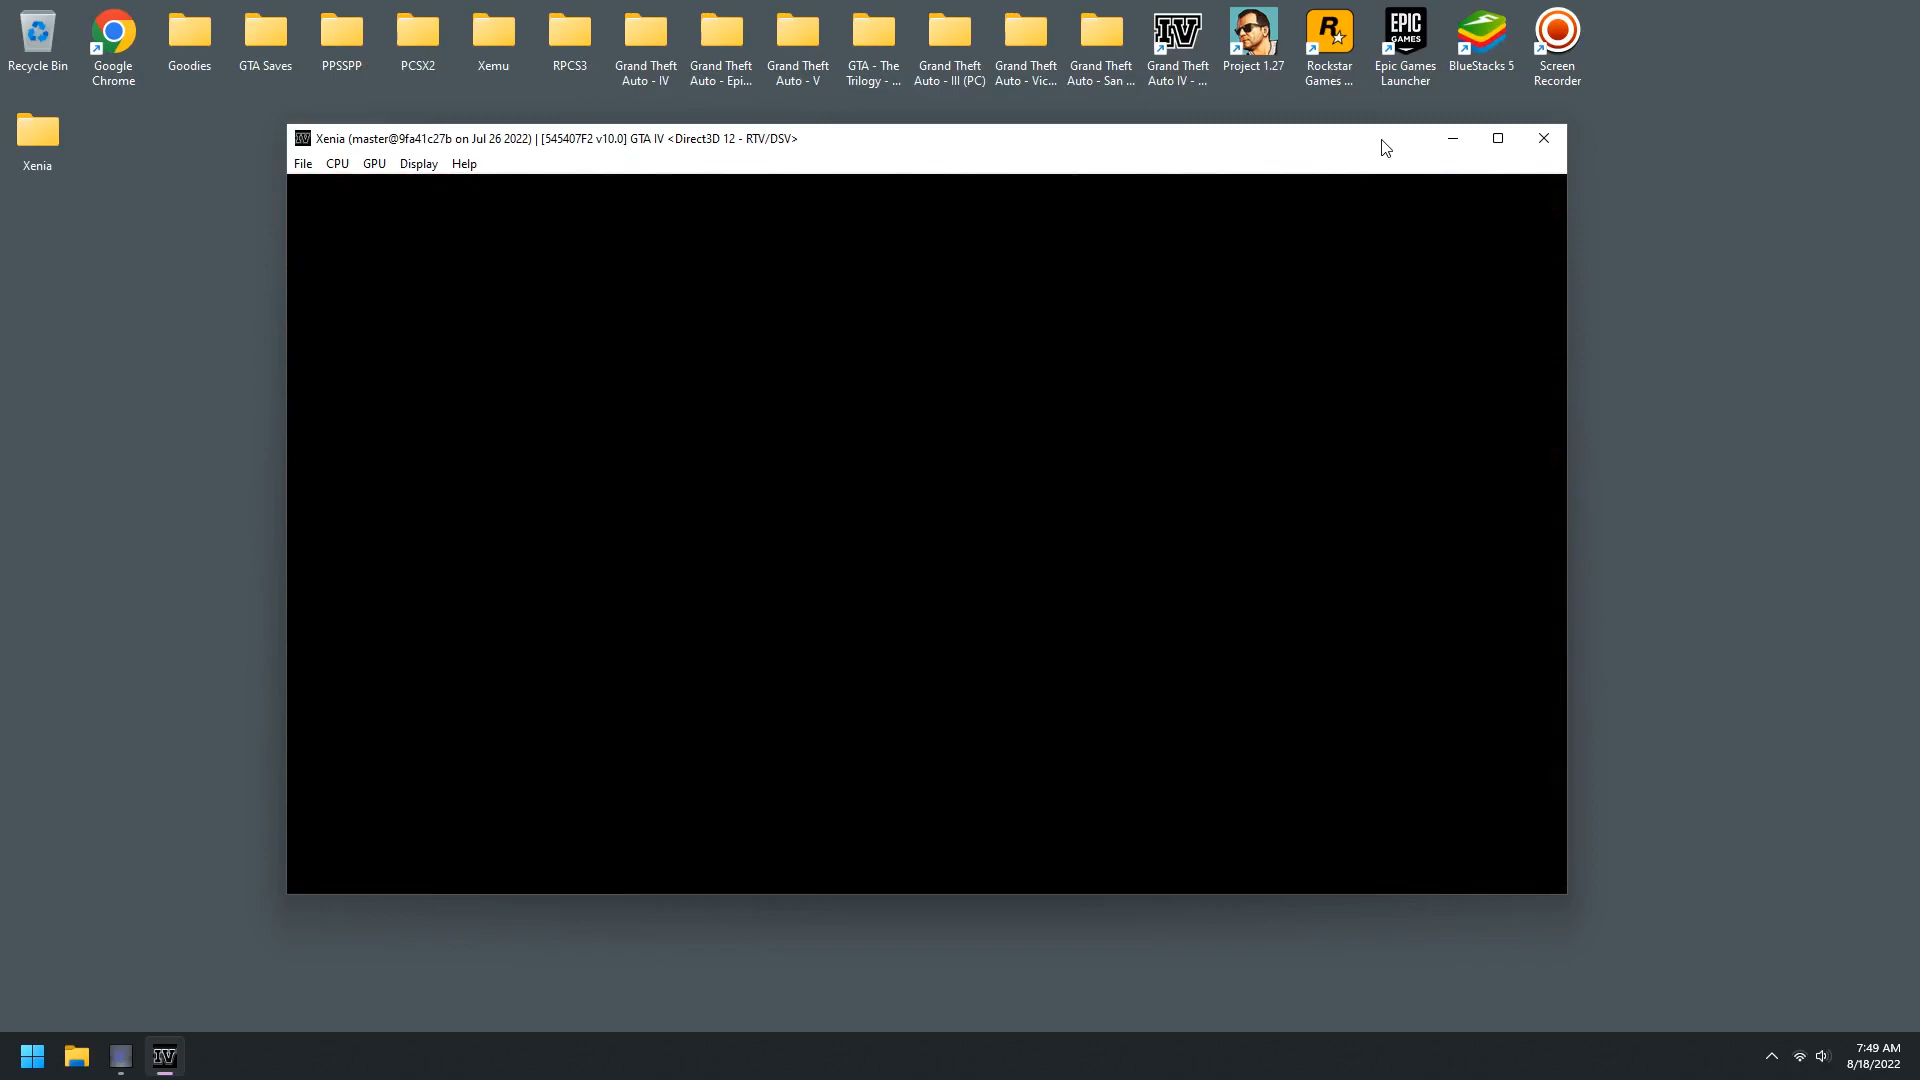 Recycle Bin
Google
Chrome
Goodies
GTA Saves
PPSSPP
PCSX2
Xemu
RPCS3
Grand Theft
Auto - IV
Grand Theft
Auto - Epi...
Grand Theft
Auto - V
GTA - The
Trilogy - ...
Grand Theft
Auto - III (PC)
Grand Theft
Auto - Vic...
Grand Theft
Auto - San ...
IV
Grand Theft
Auto IV - ...
Project 1.27
R
Rockstar
Games ...
EPIC
GAMES
Epic Games
Launcher
BlueStacks 5
Screen
Recorder
Xenia
IV Xenia (master@9fa41c27b on Jul 26 2022) | [545407F2 v10.0] GTA IV <Direct3D 12 - RTV/DSV>
File CPU GPU Display Help
IV
7:49 AM
8/18/2022